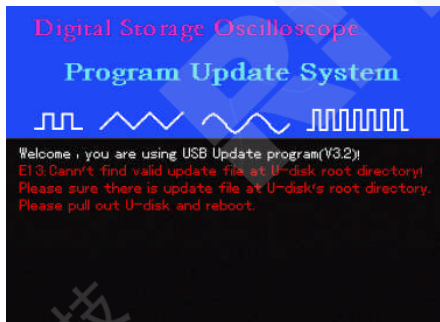 Digital Storage Oscilloscope
Program Update System
Welcome , you are using USB Update program(V3.2)!
E13:Cann't find valid update file at U-disk root directory!
Please sure there is update file at U-disk's root directory.
Please pull out U-disk and reboot.